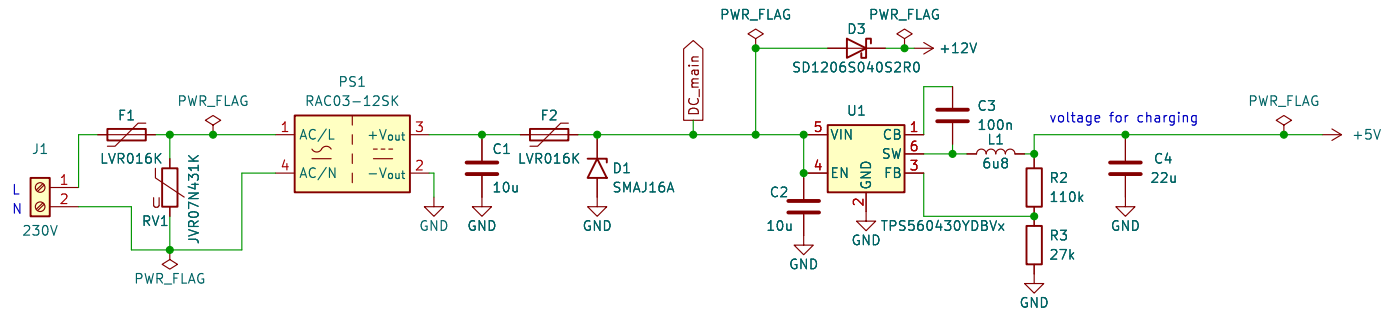 J1
1
2
L
N
230V
F1
LVR016K
PWR_FLAG
U
RV1
JVR07N431K
PWR_FLAG
PS1
RAC03-12SK
1
AC/L
+Vout
3
4
AC/N
-Vout
2
GND
C1
10u
GND
F2
LVR016K
D1
SMAJ16A
GND
DC_main
PWR_FLAG
PWR_FLAG
D3
+12V
SD1206S040S2R0
C2
10u
GND
U1
5
VIN
CB
1
SW
6
4
EN
FB
3
GND
2
GND
TPS560430YDBVx
C3
100n
L1
6u8
voltage for charging
R2
110k
R3
27k
GND
C4
22u
GND
PWR_FLAG
+5V